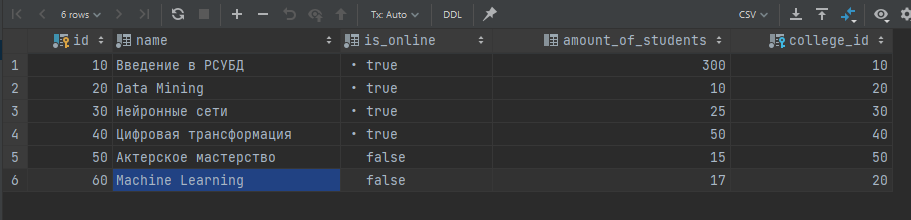 6 rows Tx: Auto DDL CSV
id name is_online amount_of_students college_id
1 10 Введение в РСУБД true 300 10
2 20 Data Mining true 10 20
3 30 Нейронные сети true 25 30
4 40 Цифровая трансформация true 50 40
5 50 Актерское мастерство false 15 50
6 60 Machine Learning false 17 20